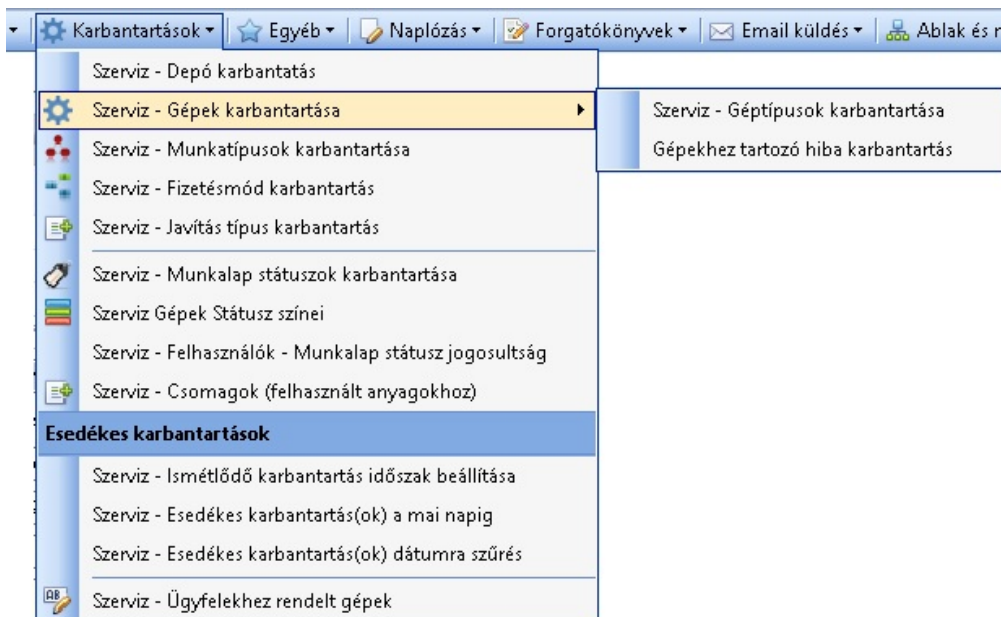 Karbantartások Egyéb Naplózás Forgatókönyvek Email küldés Ablak és
Szerviz - Depó karbantatás
Szerviz - Gépek karbantartása
Szerviz - Géptípusok karbantartása
Gépekhez tartozó hiba karbantartás
Szerviz - Munkatípusok karbantartása
Szerviz - Fizetésmód karbantartás
Szerviz - Javítás típus karbantartás
Szerviz - Munkalap státuszok karbantartása
Szerviz Gépek Státusz színei
Szerviz - Felhasználók - Munkalap státusz jogosultság
Szerviz - Csomagok (felhasznált anyagokhoz)
Esedékes karbantartások
Szerviz - Ismétlődő karbantartás időszak beállítása
Szerviz - Esedékes karbantartás(ok) a mai napig
Szerviz - Esedékes karbantartás(ok) dátumra szűrés
Szerviz - Ügyfelekhez rendelt gépek